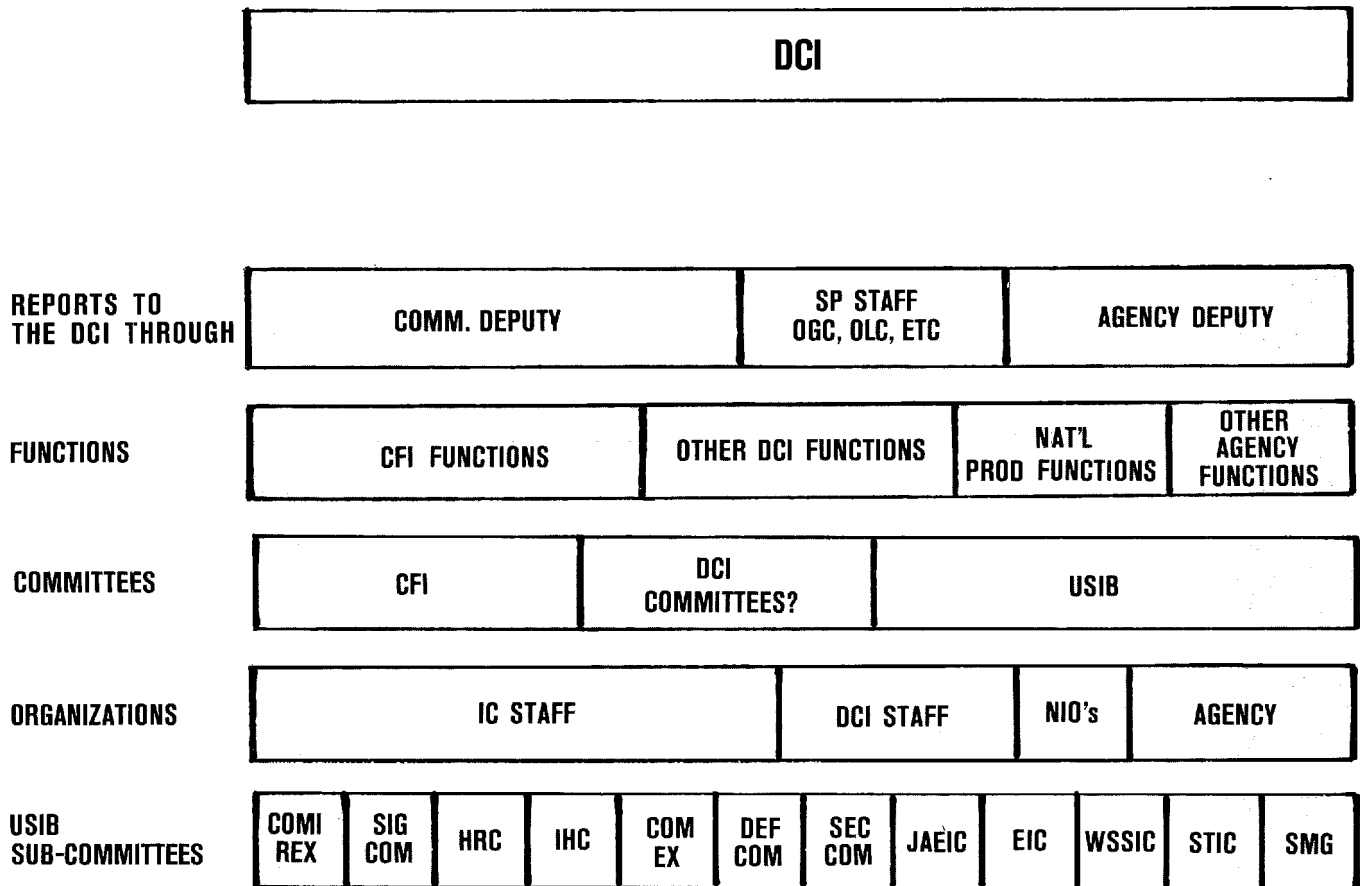 DCI
REPORTS TO
THE DCI THROUGH
COMM. DEPUTY
SP STAFF
OGC, OLC, ETC
AGENCY DEPUTY
FUNCTIONS
CFI FUNCTIONS
OTHER DCI FUNCTIONS
NAT'L
PROD FUNCTIONS
OTHER
AGENCY
FUNCTIONS
COMMITTEES
CFI
DCI
COMMITTEES?
USIB
ORGANIZATIONS
IC STAFF
DCI STAFF
NIO's
AGENCY
USIB
SUB-COMMITTEES
COMI
REX
SIG
COM
HRC
IHC
COM
EX
DEF
COM
SEC
COM
JAEIC
EIC
WSSIC
STIC
SMG